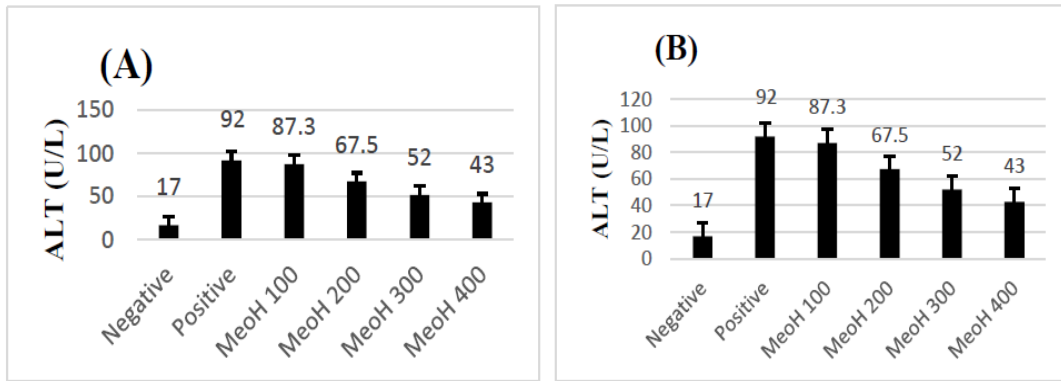 (A)
ALT (U/L)
150
100
50
0
17
92
87.3
67.5
52
43
Negative
Positive
MeoH 100
MeoH 200
MeoH 300
MeoH 400
(B)
ALT (U/L)
120
100
80
60
40
20
0
17
92
87.3
67.5
52
43
Negative
Positive
MeoH 100
MeoH 200
MeoH 300
MeoH 400